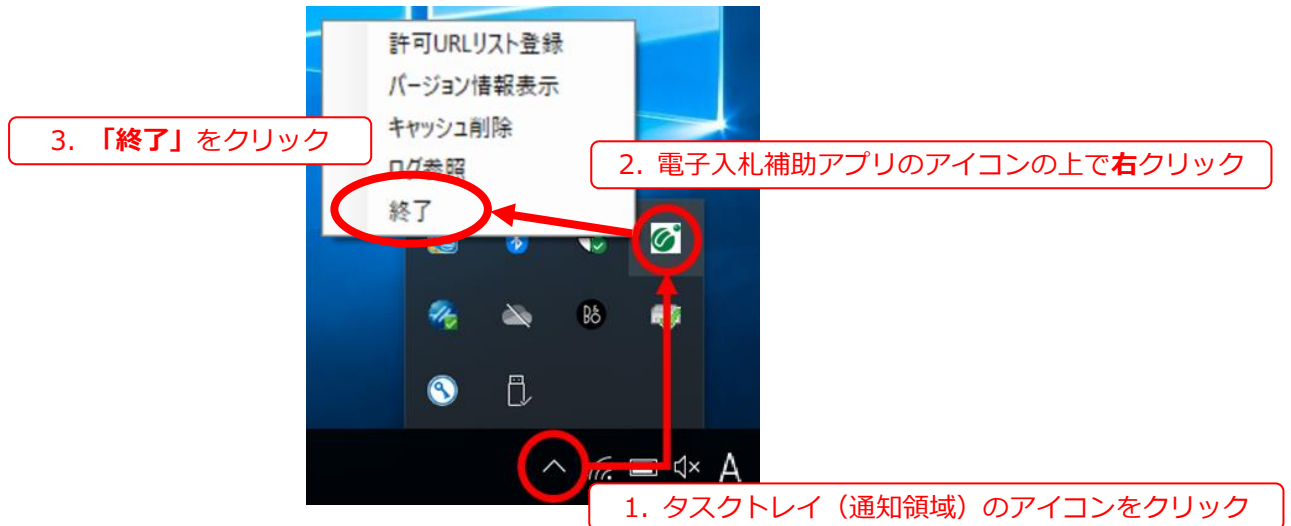 許可URLリスト登録
バージョン情報表示
キャッシュ削除
ログ参照
終了
3. 「終了」をクリック
2. 電子入札補助アプリのアイコンの上で右クリック
A
1. タスクトレイ（通知領域）のアイコンをクリック